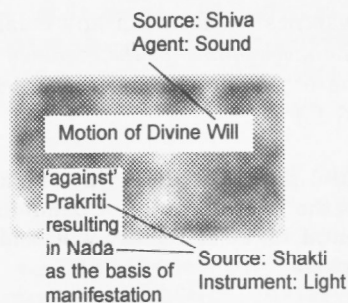 Source: Shiva
Agent: Sound
Motion of Divine Will
'against'
Prakriti
resulting
in Nada
as the basis of
manifestation
Source: Shakti
Instrument: Light